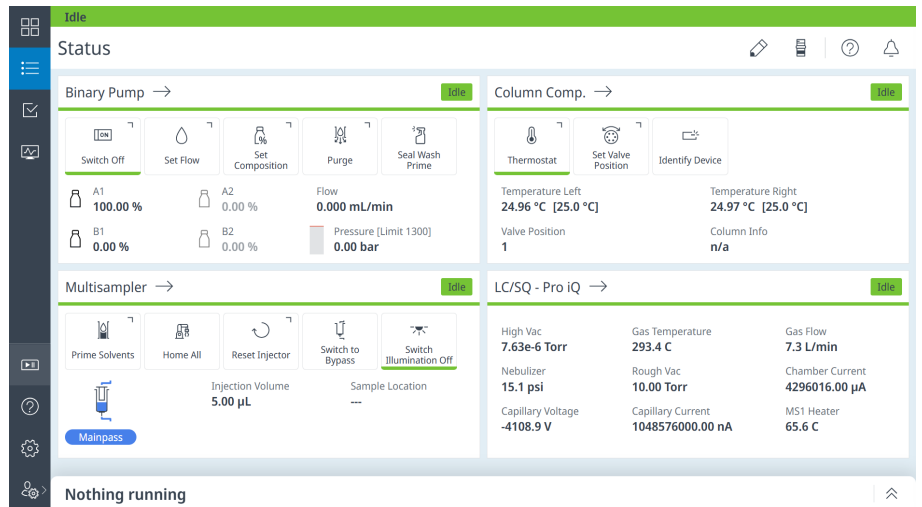 Idle
Status
Binary Pump
Idle
ON
Switch Off
Set Flow
%
Set
Composition
Purge
Seal Wash
Prime
A1
100.00 %
A2
0.00 %
Flow
0.000 mL/min
B1
0.00 %
B2
0.00 %
Pressure [Limit 1300]
0.00 bar
Column Comp.
Idle
Thermostat
Set Valve
Position
Identify Device
Temperature Left
24.96 °C [25.0 °C]
Temperature Right
24.97 °C [25.0 °C]
Valve Position
1
Column Info
n/a
Multisampler
Idle
Prime Solvents
Home All
Reset Injector
Switch to
Bypass
Switch
Illumination Off
Mainpass
Injection Volume
5.00 µL
Sample Location
---
LC/SQ - Pro iQ
Idle
High Vac
7.63e-6 Torr
Gas Temperature
293.4 C
Gas Flow
7.3 L/min
Nebulizer
15.1 psi
Rough Vac
10.00 Torr
Chamber Current
4296016.00 µA
Capillary Voltage
-4108.9 V
Capillary Current
1048576000.00 nA
MS1 Heater
65.6 C
Nothing running